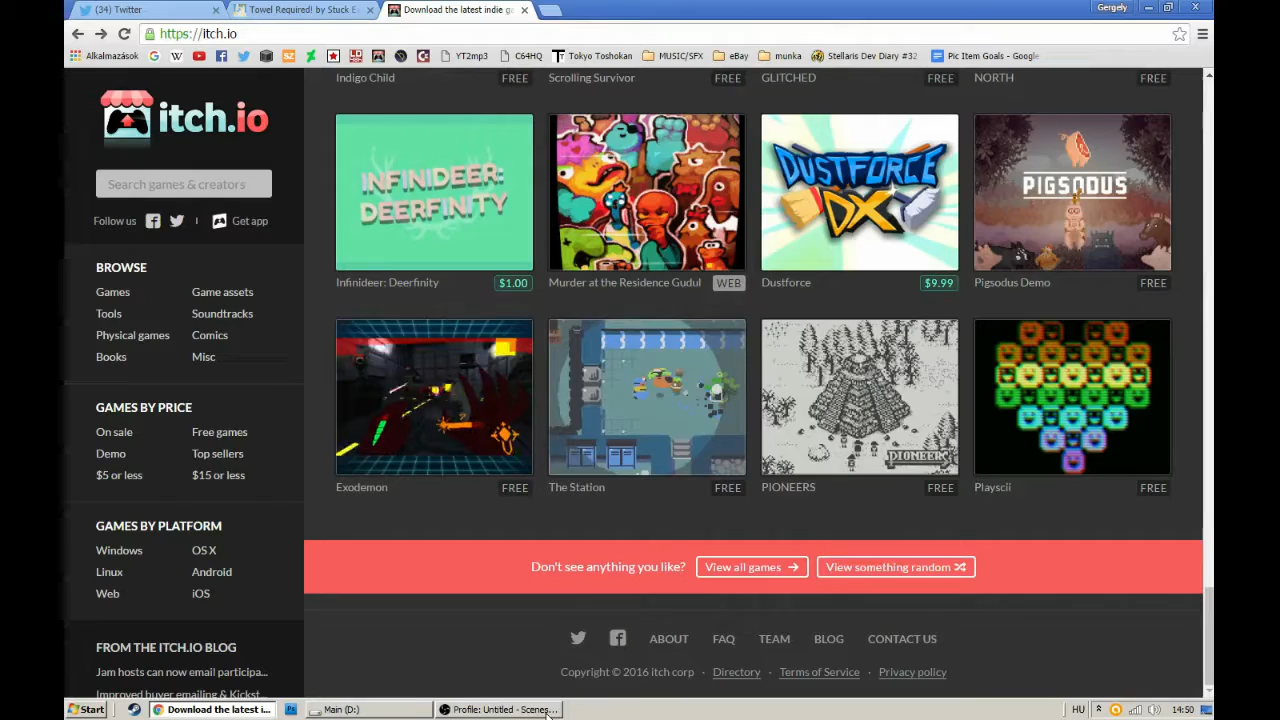 (34) Twitter
Towel Required! by Stuck E
Download the latest indie ga
Gergely
https://itch.io
Alkalmazások
YT2mp3
C64HQ
Tokyo Toshokan
MUSIC/SFX
eBay
munka
Stellaris Dev Diary #32
Pic Item Goals - Google
itch.io
Search games & creators
Follow us
Get app
BROWSE
Games Game assets
Tools Soundtracks
Physical games Comics
Books Misc
GAMES BY PRICE
On sale Free games
Demo Top sellers
$5 or less $15 or less
GAMES BY PLATFORM
Windows OS X
Linux Android
Web iOS
FROM THE ITCH.IO BLOG
Jam hosts can now email participa...
Improved buyer emailing & Kickst...
Indigo Child FREE
Scrolling Survivor FREE
GLITCHED FREE
NORTH FREE
INFINIDEER:
DEERFINITY
DUSTFORCE
DX
PIGSODUS
Infinideer: Deerfinity $1.00
Murder at the Residence Gudul WEB
Dustforce $9.99
Pigsodus Demo FREE
PIONEERS
Exodemon FREE
The Station FREE
PIONEERS FREE
Playscii FREE
Don't see anything you like? View all games View something random
ABOUT FAQ TEAM BLOG CONTACT US
Copyright © 2016 itch corp · Directory · Terms of Service · Privacy policy
Start
Download the latest i...
Ps
Main (D:)
Profile: Untitled - Scenes...
HU
14:50